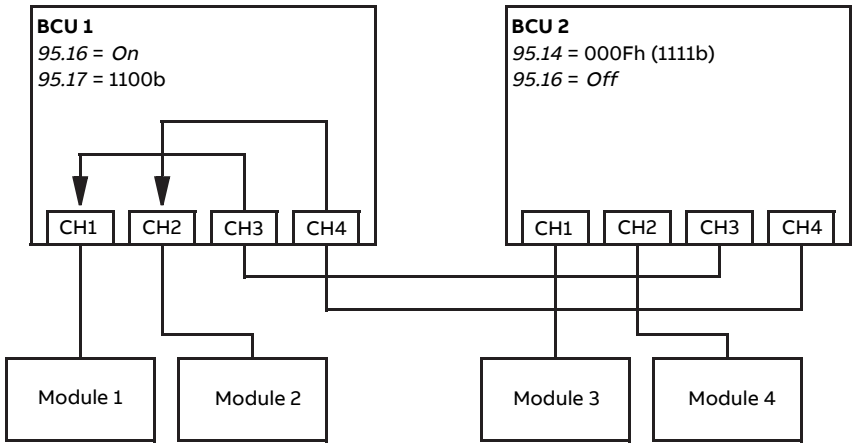 BCU 1
95.16 = On
95.17 = 1100b
CH1
CH2
CH3
CH4
BCU 2
95.14 = 000Fh (1111b)
95.16 = Off
CH1
CH2
CH3
CH4
Module 1
Module 2
Module 3
Module 4